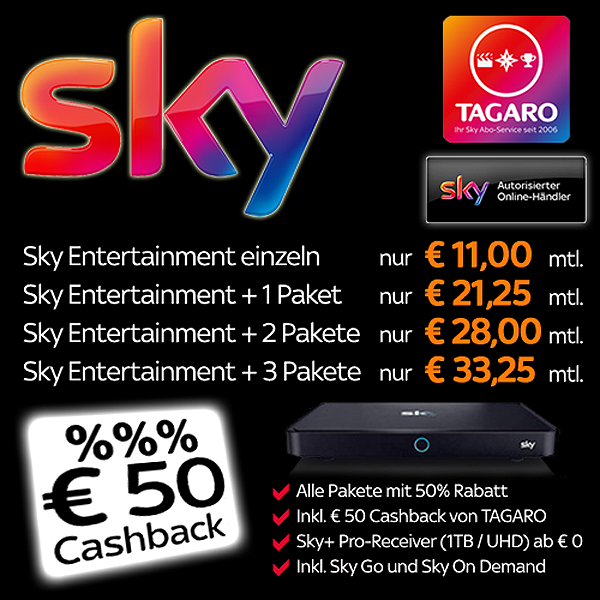 sky
TAGARO
Ihr Sky Abo-Service seit 2006
sky Autorisierter
Online-Händler
Sky Entertainment einzeln nur € 11,00 mtl.
Sky Entertainment + 1 Paket nur € 21,25 mtl.
Sky Entertainment + 2 Pakete nur € 28,00 mtl.
Sky Entertainment + 3 Pakete nur € 33,25 mtl.
%%%
€ 50
Cashback
sky
sky
Alle Pakete mit 50% Rabatt
Inkl. € 50 Cashback von TAGARO
Sky+ Pro-Receiver (1TB / UHD) ab € 0
Inkl. Sky Go und Sky On Demand